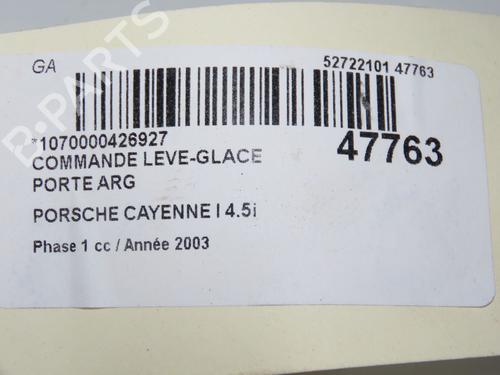 GA
52722101 47763
B-PARTS
*1070000426927
47763
COMMANDE LEVE-GLACE
PORTE ARG
PORSCHE CAYENNE I 4.5i
Phase 1 cc / Année 2003